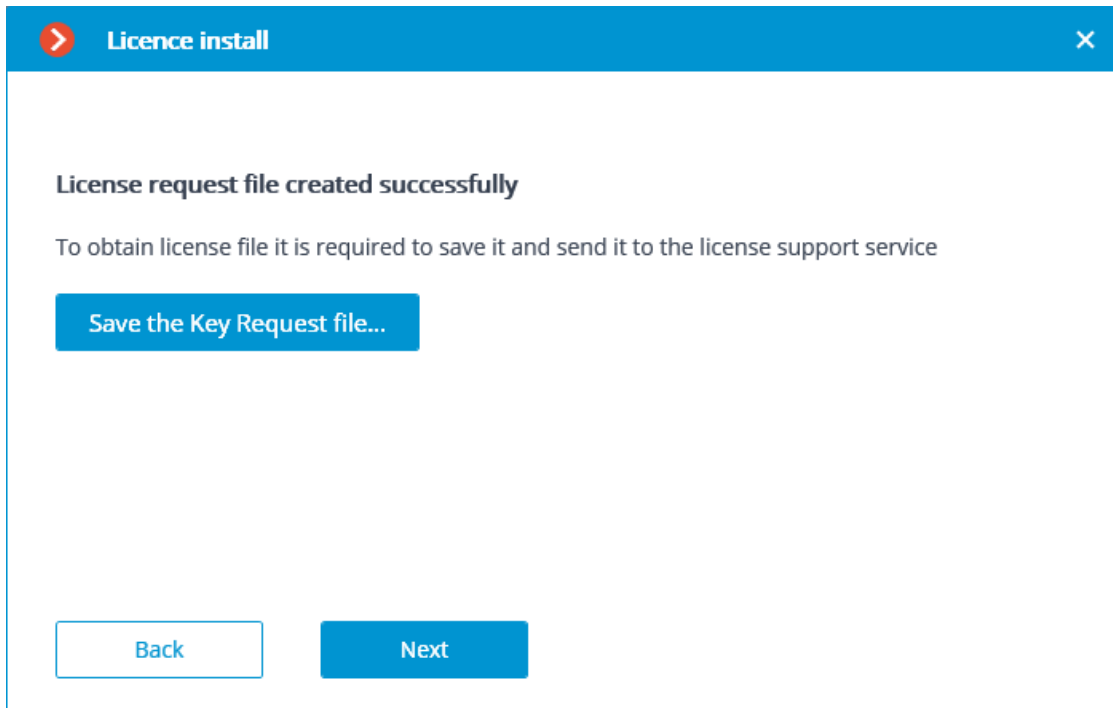 Licence install
License request file created successfully
To obtain license file it is required to save it and send it to the license support service
Save the Key Request file...
Back
Next